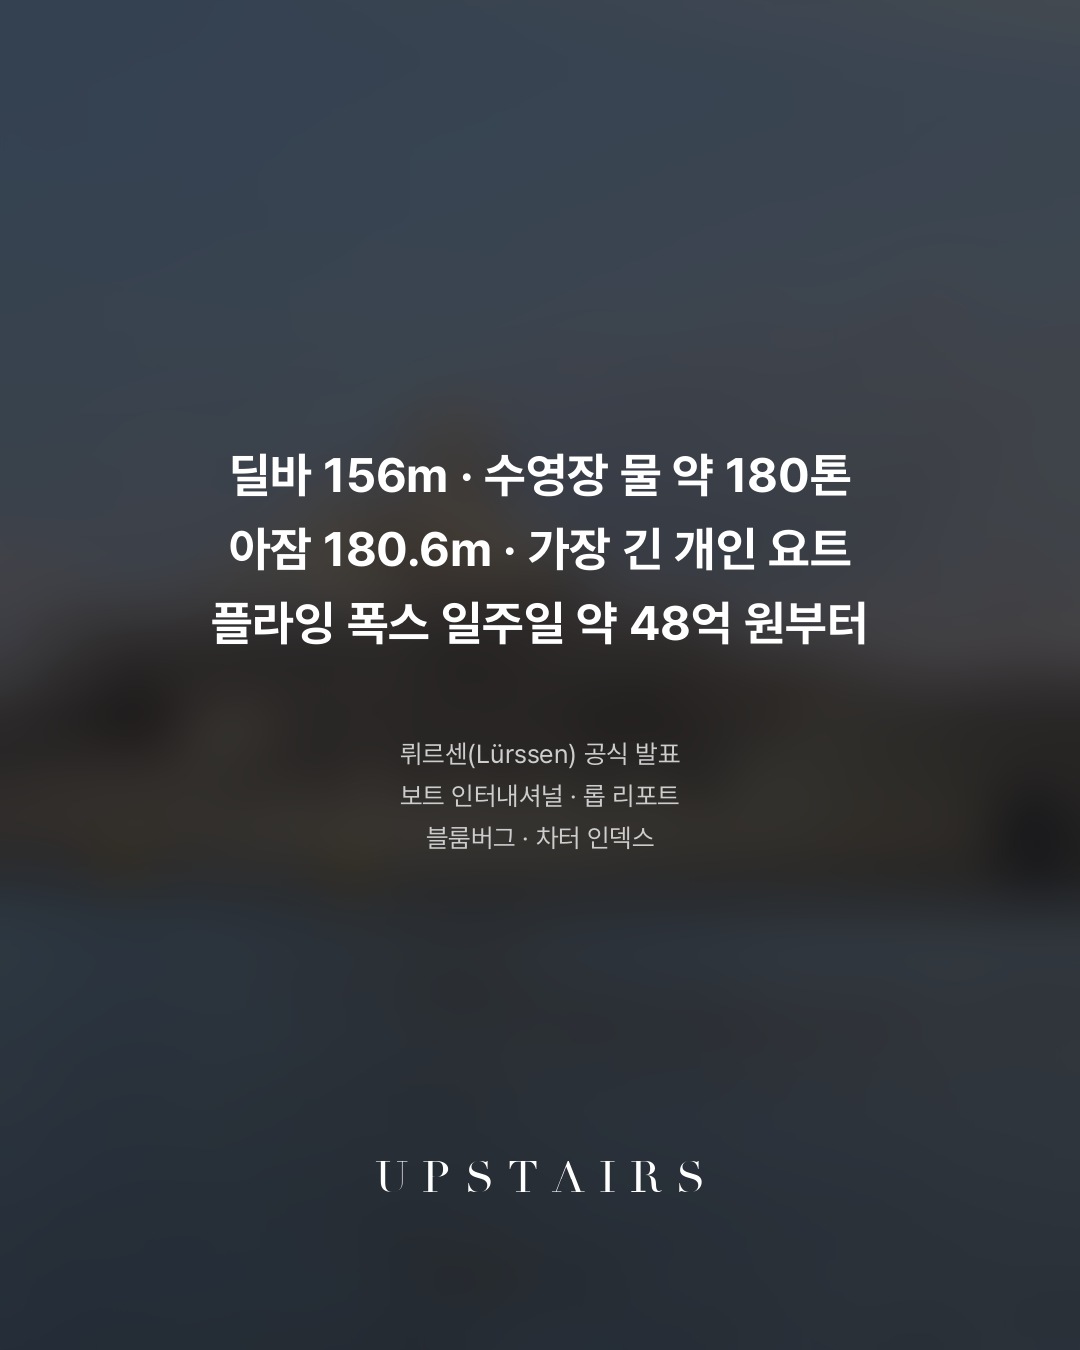 딜바 156m · 수영장 물 약 180톤
아잠 180.6m · 가장 긴 개인 요트
플라잉 폭스 일주일 약 48억 원부터
뤼르센(Lürssen) 공식 발표
보트 인터내셔널 · 롭 리포트
블룸버그 · 차터 인덱스
UPSTAIRS